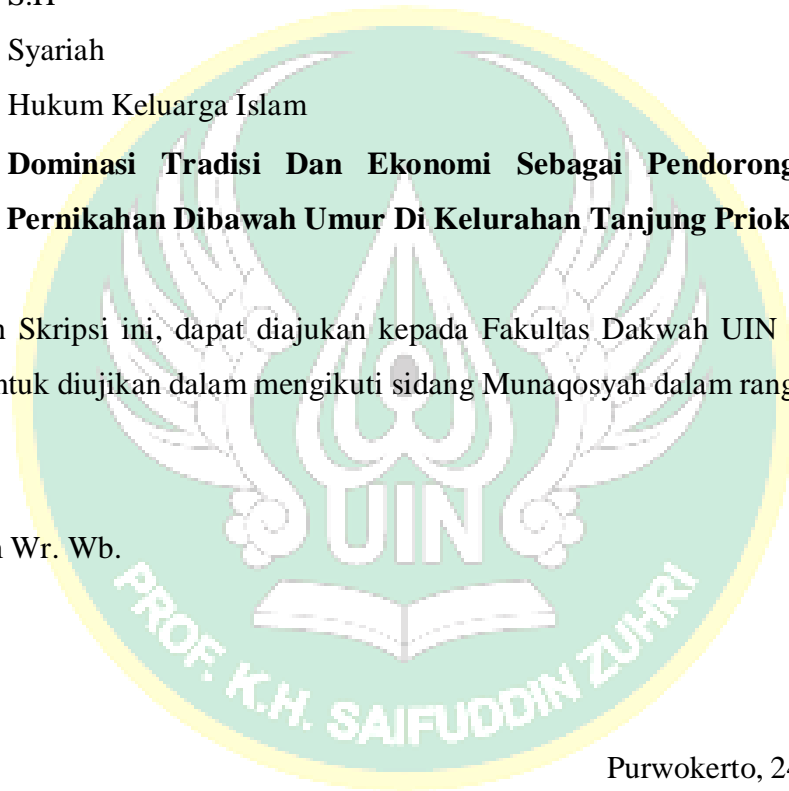 S.H
Syariah
Hukum Keluarga Islam
Dominasi Tradisi Dan Ekonomi Sebagai Pendorong
Pernikahan Dibawah Umur Di Kelurahan Tanjung Priok
Skripsi ini, dapat diajukan kepada Fakultas Dakwah UIN
untuk diujikan dalam mengikuti sidang Munaqosyah dalam rang
Wr. Wb.
UIN
PROF. K.H. SAIFUDDIN ZUHRI
Purwokerto, 24